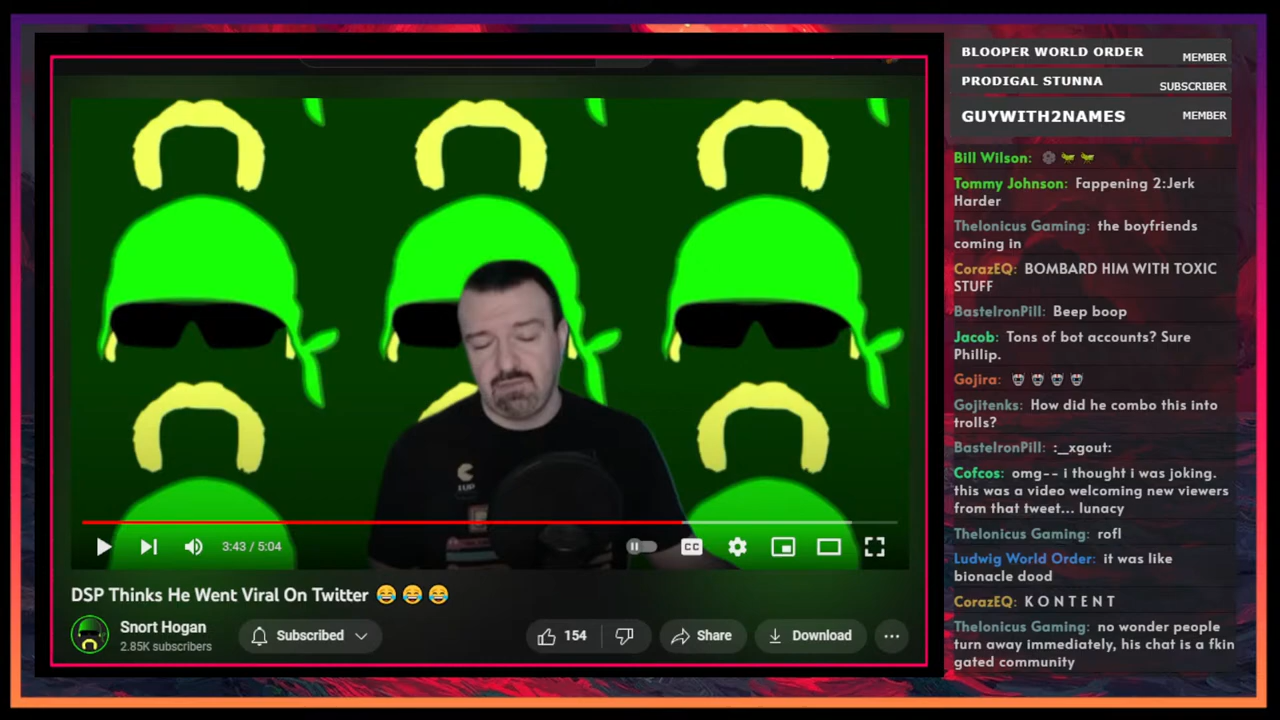 BLOOPER WORLD ORDER
MEMBER
PRODIGAL STUNNA
SUBSCRIBER
GUYWITH2NAMES
MEMBER
Bill Wilson:
Tommy Johnson: Fappening 2:Jerk
Harder
Thelonicus Gaming: the boyfriends
coming in
CorazEQ: BOMBARD HIM WITH TOXIC
STUFF
BasteIronPill: Beep boop
Jacob: Tons of bot accounts? Sure
Phillip.
Gojira:
Gojitenks: How did he combo this into
trolls?
BasteIronPill: :_xgout:
Cofcos: omg-- i thought i was joking.
this was a video welcoming new viewers
from that tweet... lunacy
Thelonicus Gaming: rofl
Ludwig World Order: it was like
bionacle dood
CorazEQ: K O N T E N T
Thelonicus Gaming: no wonder people
turn away immediately, his chat is a fkin
gated community
1UP
3:43 / 5:04
CC
DSP Thinks He Went Viral On Twitter 😂 😂 😂
Snort Hogan
2.85K subscribers
Subscribed
154
Share
Download